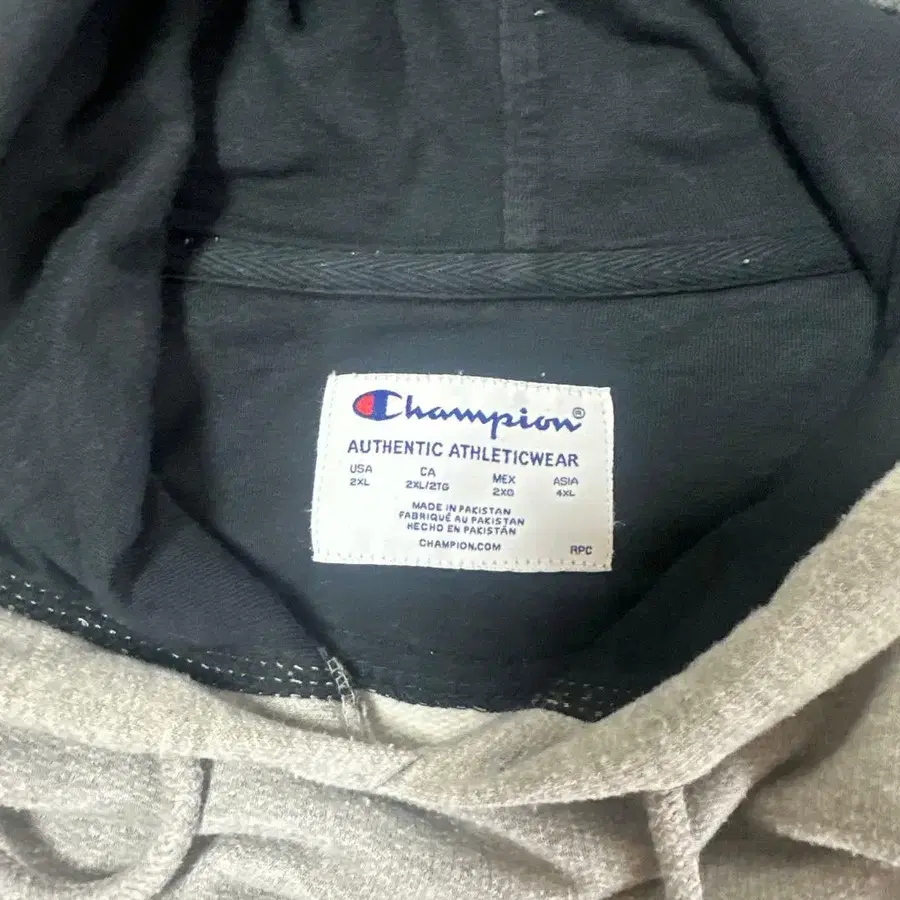 Champion®
AUTHENTIC ATHLETICWEAR
USA CA MEX ASIA
2XL 2XL/2TG 2XG 4XL
MADE IN PAKISTAN
FABRIQUÉ AU PAKISTAN
HECHO EN PAKISTÁN
CHAMPION.COM
RPC